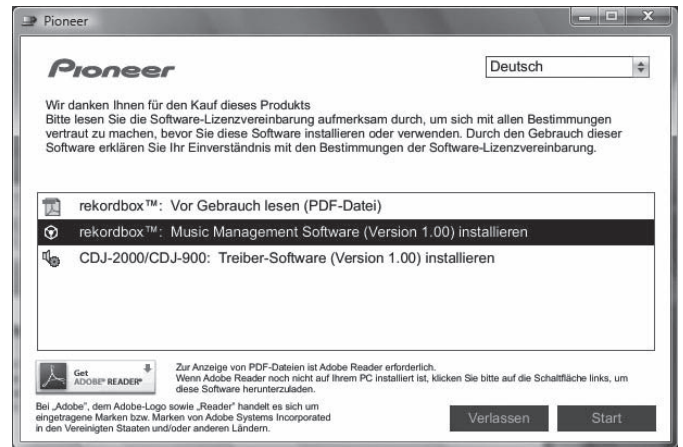 Pioneer
Pioneer
Deutsch
Wir danken Ihnen für den Kauf dieses Produkts
Bitte lesen Sie die Software-Lizenzvereinbarung aufmerksam durch, um sich mit allen Bestimmungen
vertraut zu machen, bevor Sie diese Software installieren oder verwenden. Durch den Gebrauch dieser
Software erklären Sie Ihr Einverständnis mit den Bestimmungen der Software-Lizenzvereinbarung.
rekordbox™: Vor Gebrauch lesen (PDF-Datei)
rekordbox™: Music Management Software (Version 1.00) installieren
CDJ-2000/CDJ-900: Treiber-Software (Version 1.00) installieren
Get
ADOBE® READER®
Zur Anzeige von PDF-Dateien ist Adobe Reader erforderlich.
Wenn Adobe Reader noch nicht auf Ihrem PC installiert ist, klicken Sie bitte auf die Schaltfläche links, um
diese Software herunterzuladen.
Bei „Adobe", dem Adobe-Logo sowie „Reader" handelt es sich um
eingetragene Marken bzw. Marken von Adobe Systems Incorporated
in den Vereinigten Staaten und/oder anderen Ländern.
Verlassen
Start